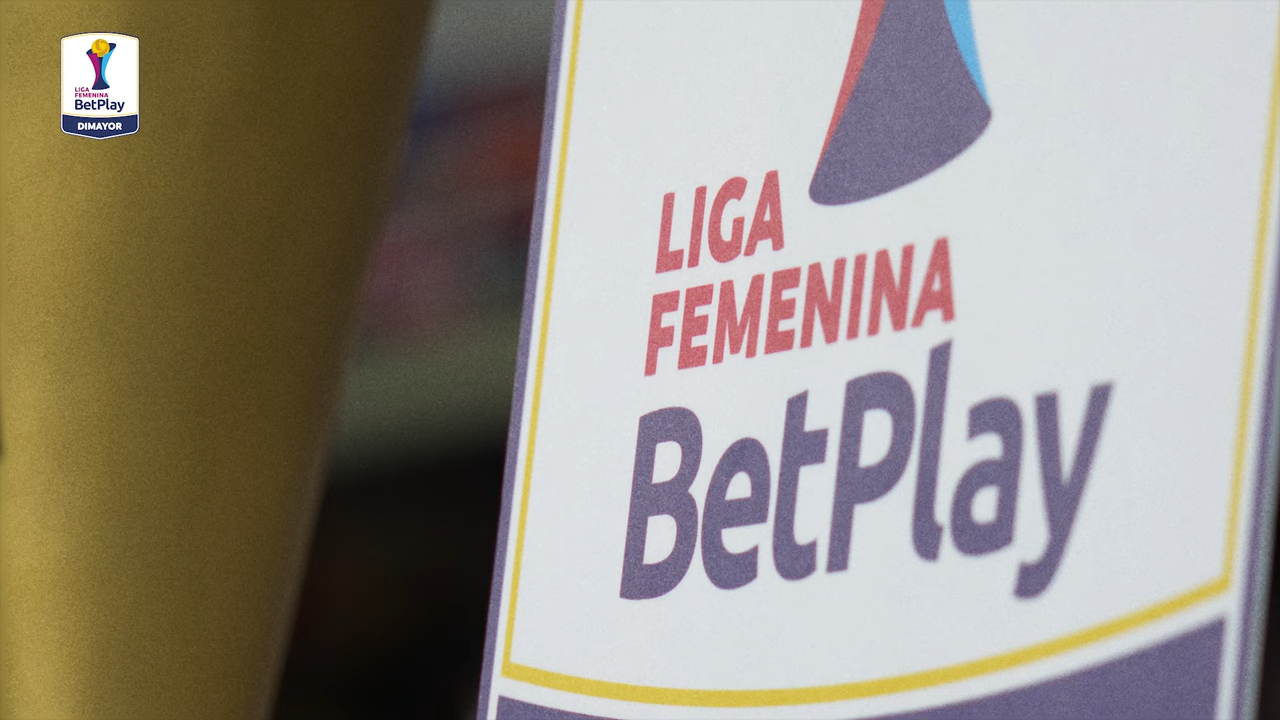 LIGA
FEMENINA
BetPlay
DIMAYOR
LIGA
FEMENINA
BetPlay